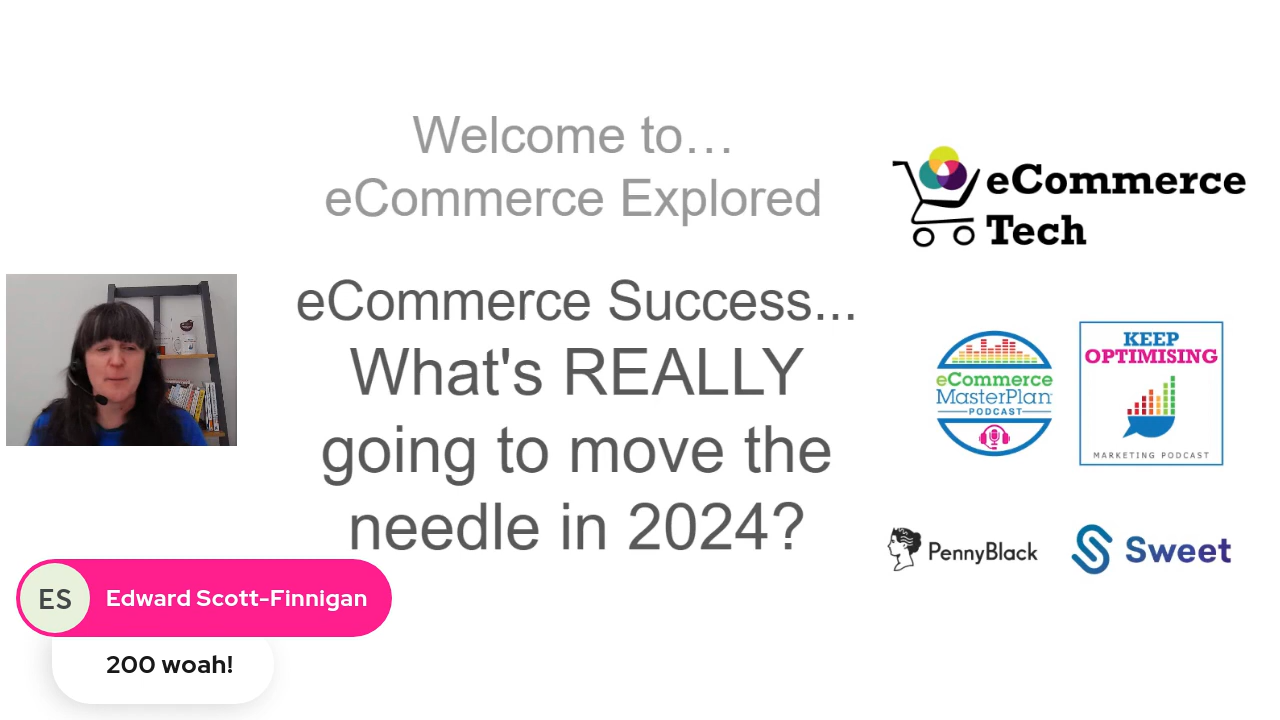 Welcome to…
eCommerce Explored
eCommerce Success...
What's REALLY
going to move the
needle in 2024?
eCommerce
Tech
eCommerce
MasterPlan
PODCAST
KEEP
OPTIMISING
MARKETING PODCAST
PennyBlack
Sweet
ES
Edward Scott-Finnigan
200 woah!